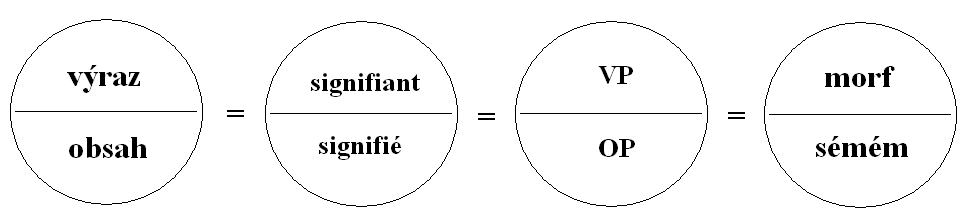 výraz = signifiant = VP = morf
obsah signifié OP sémém